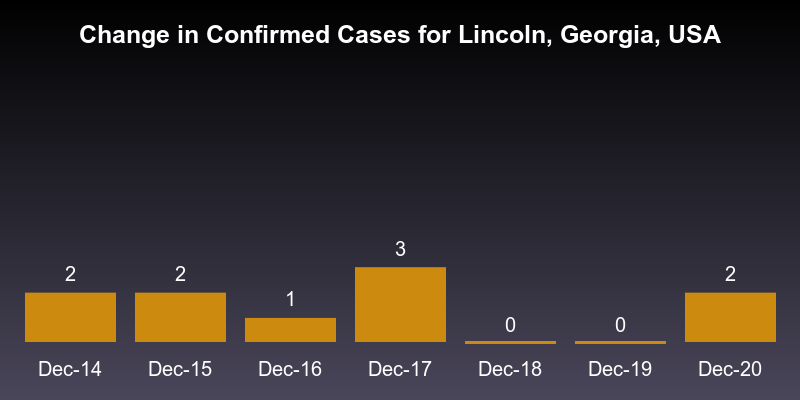 Change in Confirmed Cases for Lincoln, Georgia, USA
2 2 1 3 0 0 2
Dec-14 Dec-15 Dec-16 Dec-17 Dec-18 Dec-19 Dec-20